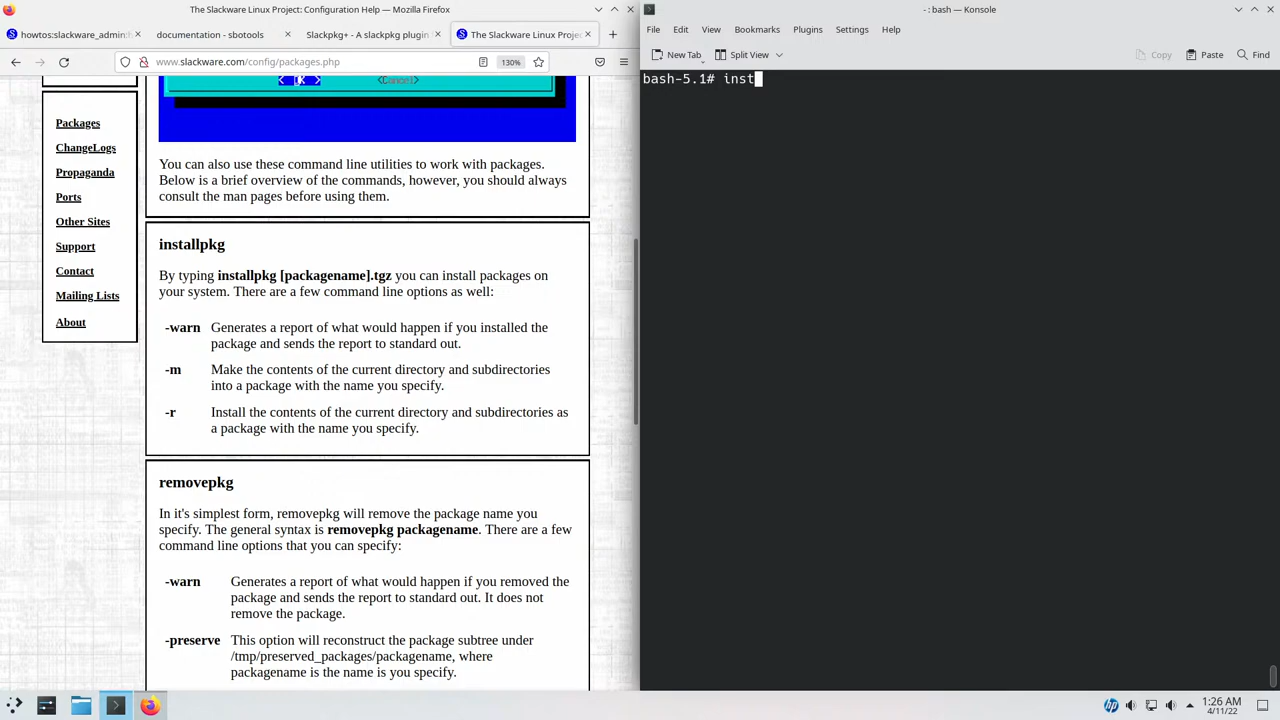 The Slackware Linux Project: Configuration Help — Mozilla Firefox
howtos:slackware_admin:
documentation - sbotools
Slackpkg+ - A slackpkg plugin
The Slackware Linux Proje
www.slackware.com/config/packages.php
130%
< OK >
<Cancel>
Packages
ChangeLogs
Propaganda
Ports
Other Sites
Support
Contact
Mailing Lists
About
You can also use these command line utilities to work with packages.
Below is a brief overview of the commands, however, you should always
consult the man pages before using them.
installpkg
By typing installpkg [packagename].tgz you can install packages on
your system. There are a few command line options as well:
-warn Generates a report of what would happen if you installed the
package and sends the report to standard out.
-m Make the contents of the current directory and subdirectories
into a package with the name you specify.
-r Install the contents of the current directory and subdirectories as
a package with the name you specify.
removepkg
In it's simplest form, removepkg will remove the package name you
specify. The general syntax is removepkg packagename. There are a few
command line options that you can specify:
-warn Generates a report of what would happen if you removed the
package and sends the report to standard out. It does not
remove the package.
-preserve This option will reconstruct the package subtree under
/tmp/preserved_packages/packagename, where
packagename is the name is you specify.
- : bash — Konsole
File Edit View Bookmarks Plugins Settings Help
New Tab Split View Copy Paste Find
bash-5.1# inst
1:26 AM
4/11/22